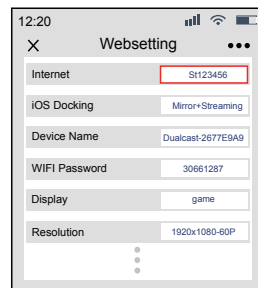 12:20
Websetting
Internet St123456
iOS Docking Mirror+Streaming
Device Name Dualcast-2677E9A9
WIFI Password 30661287
Display game
Resolution 1920x1080-60P